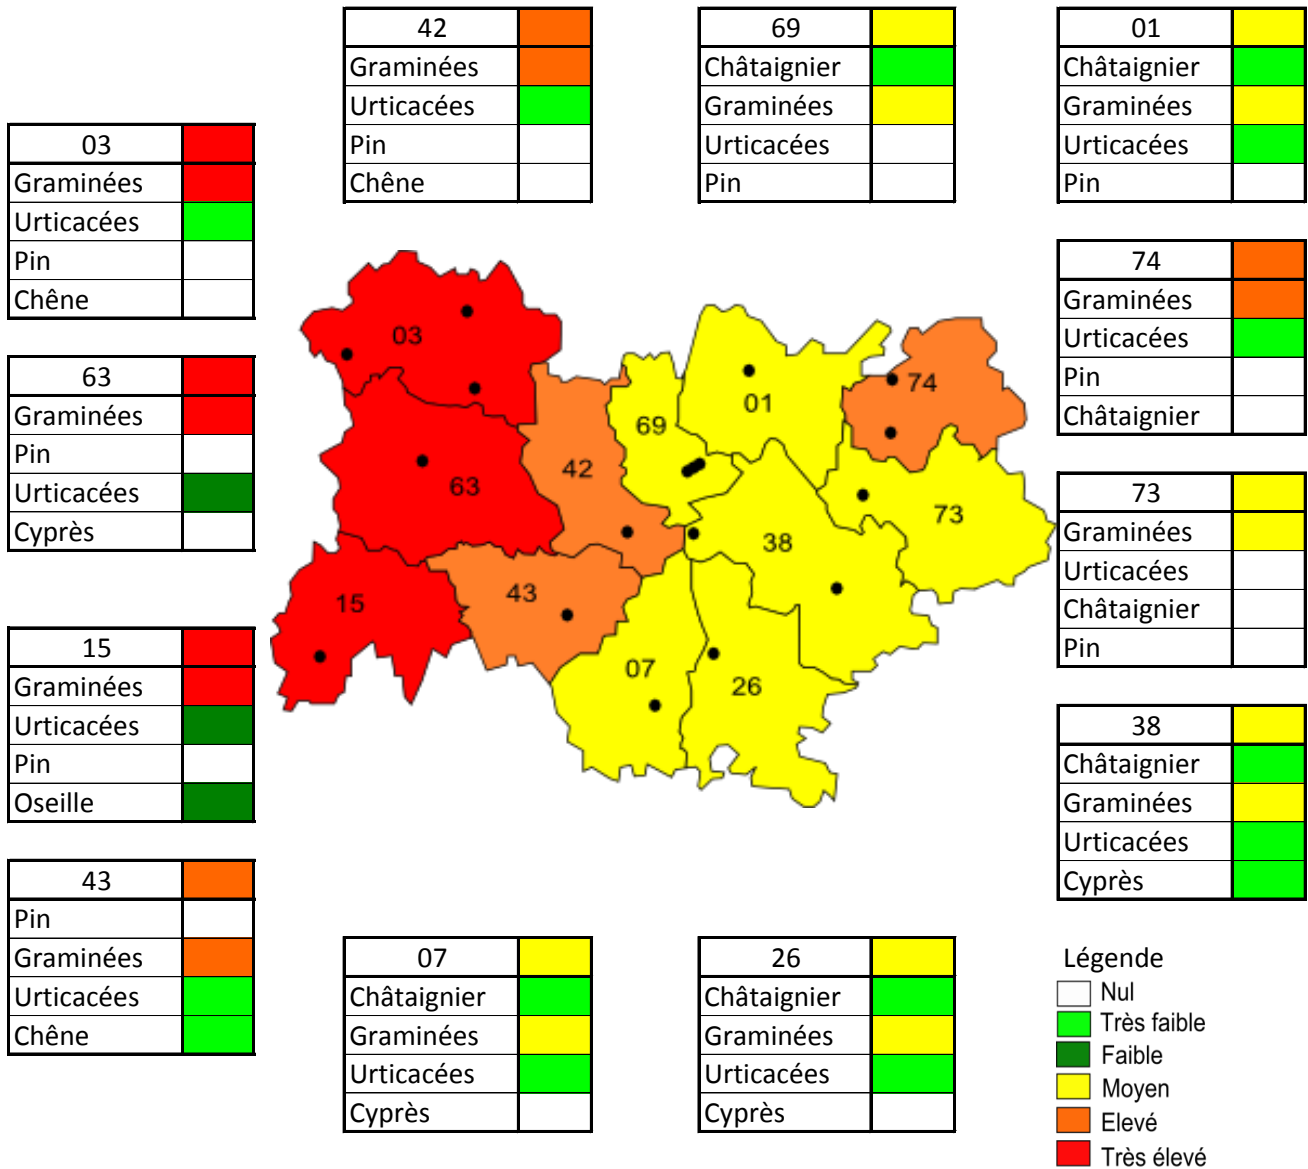 42
Graminées
Urticacées
Pin
Chêne
69
Châtaignier
Graminées
Urticacées
Pin
01
Châtaignier
Graminées
Urticacées
Pin
03
Graminées
Urticacées
Pin
Chêne
63
Graminées
Pin
Urticacées
Cyprès
15
Graminées
Urticacées
Pin
Oseille
43
Pin
Graminées
Urticacées
Chêne
03
63
42
69
01
74
73
38
15
43
07
26
74
Graminées
Urticacées
Pin
Châtaignier
73
Graminées
Urticacées
Châtaignier
Pin
38
Châtaignier
Graminées
Urticacées
Cyprès
07
Châtaignier
Graminées
Urticacées
Cyprès
26
Châtaignier
Graminées
Urticacées
Cyprès
Légende
Nul
Très faible
Faible
Moyen
Elevé
Très élevé